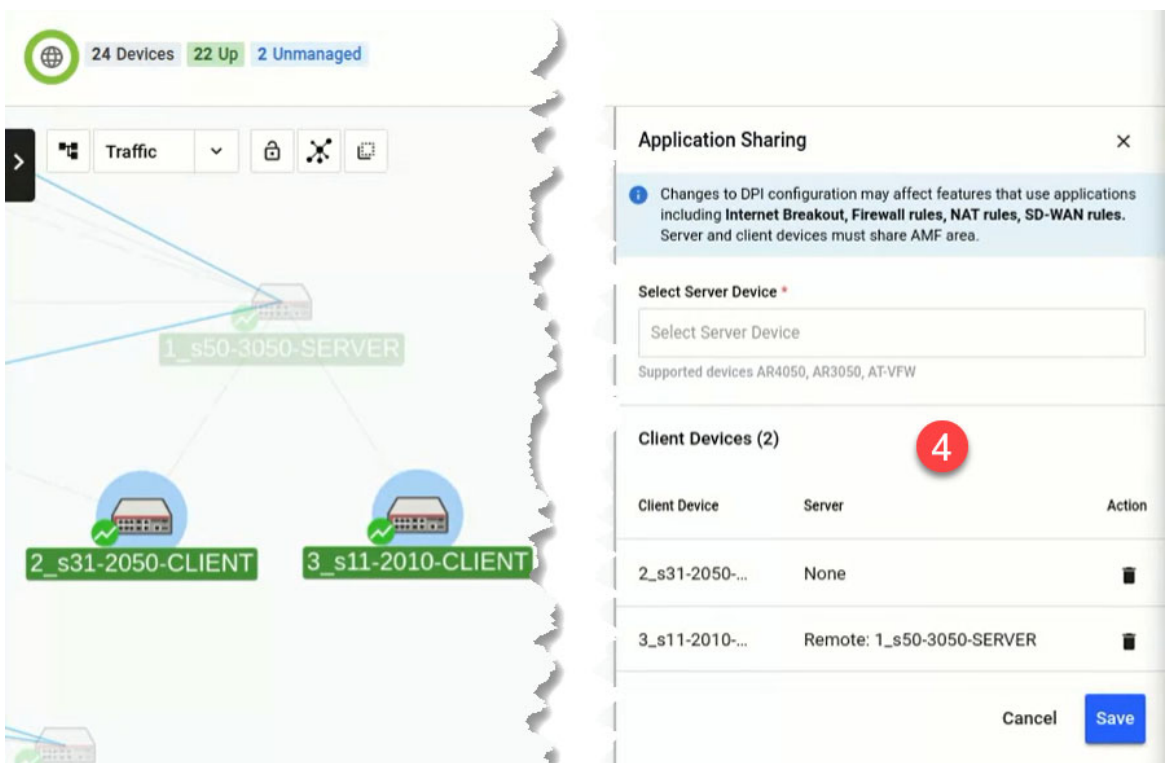 24 Devices 22 Up 2 Unmanaged
Traffic
1_s50-3050-SERVER
2_s31-2050-CLIENT
3_s11-2010-CLIENT
Application Sharing
Changes to DPI configuration may affect features that use applications
including Internet Breakout, Firewall rules, NAT rules, SD-WAN rules.
Server and client devices must share AMF area.
Select Server Device *
Select Server Device
Supported devices AR4050, AR3050, AT-VFW
Client Devices (2)
4
Client Device Server Action
2_s31-2050-... None
3_s11-2010-... Remote: 1_s50-3050-SERVER
Cancel Save